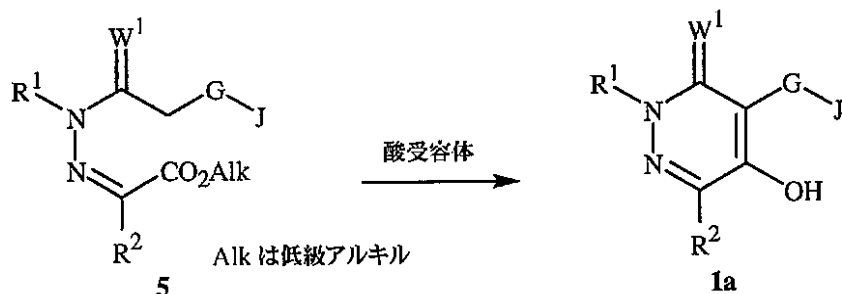 W¹ W¹
R¹ G R¹ G
N J N J
酸受容体
N CO₂Alk N OH
R² Alk は低級アルキル R²
5 1a